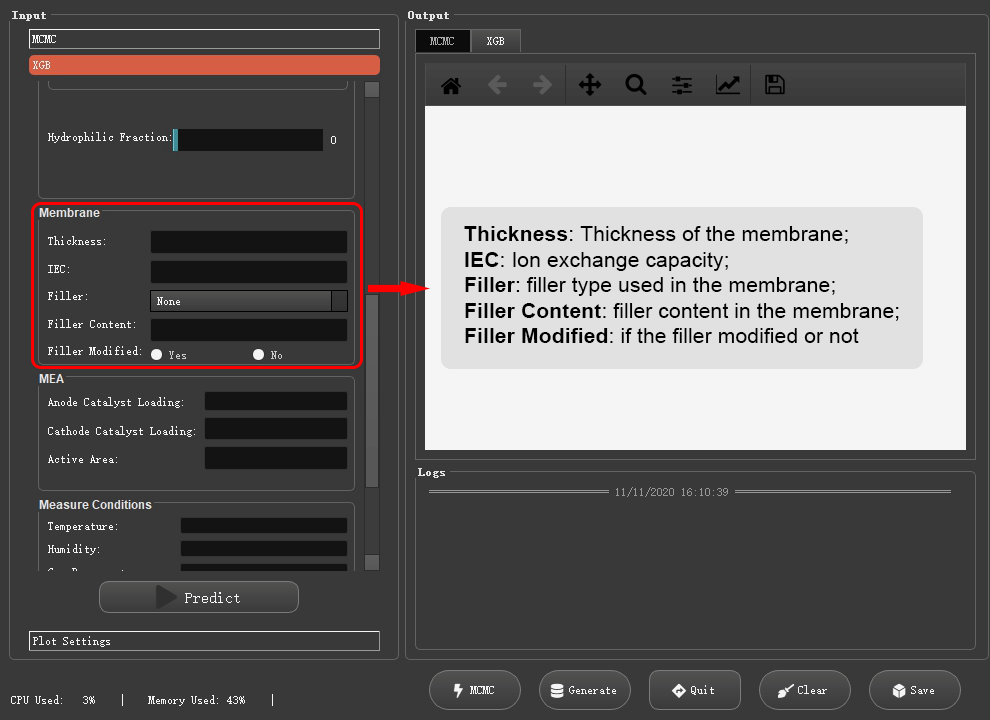 Input
MCMC
XGB
Hydrophilic Fraction:
0
Membrane
Thickness:
IEC:
Filler:
None
Filler Content:
Filler Modified:
Yes
No
MEA
Anode Catalyst Loading:
Cathode Catalyst Loading:
Active Area:
Measure Conditions
Temperature:
Humidity:
Predict
Plot Settings
CPU Used: 3% | Memory Used: 43% |
Output
MCMC
XGB
Thickness: Thickness of the membrane;
IEC: Ion exchange capacity;
Filler: filler type used in the membrane;
Filler Content: filler content in the membrane;
Filler Modified: if the filler modified or not
Logs
11/11/2020 16:10:39
MCMC
Generate
Quit
Clear
Save